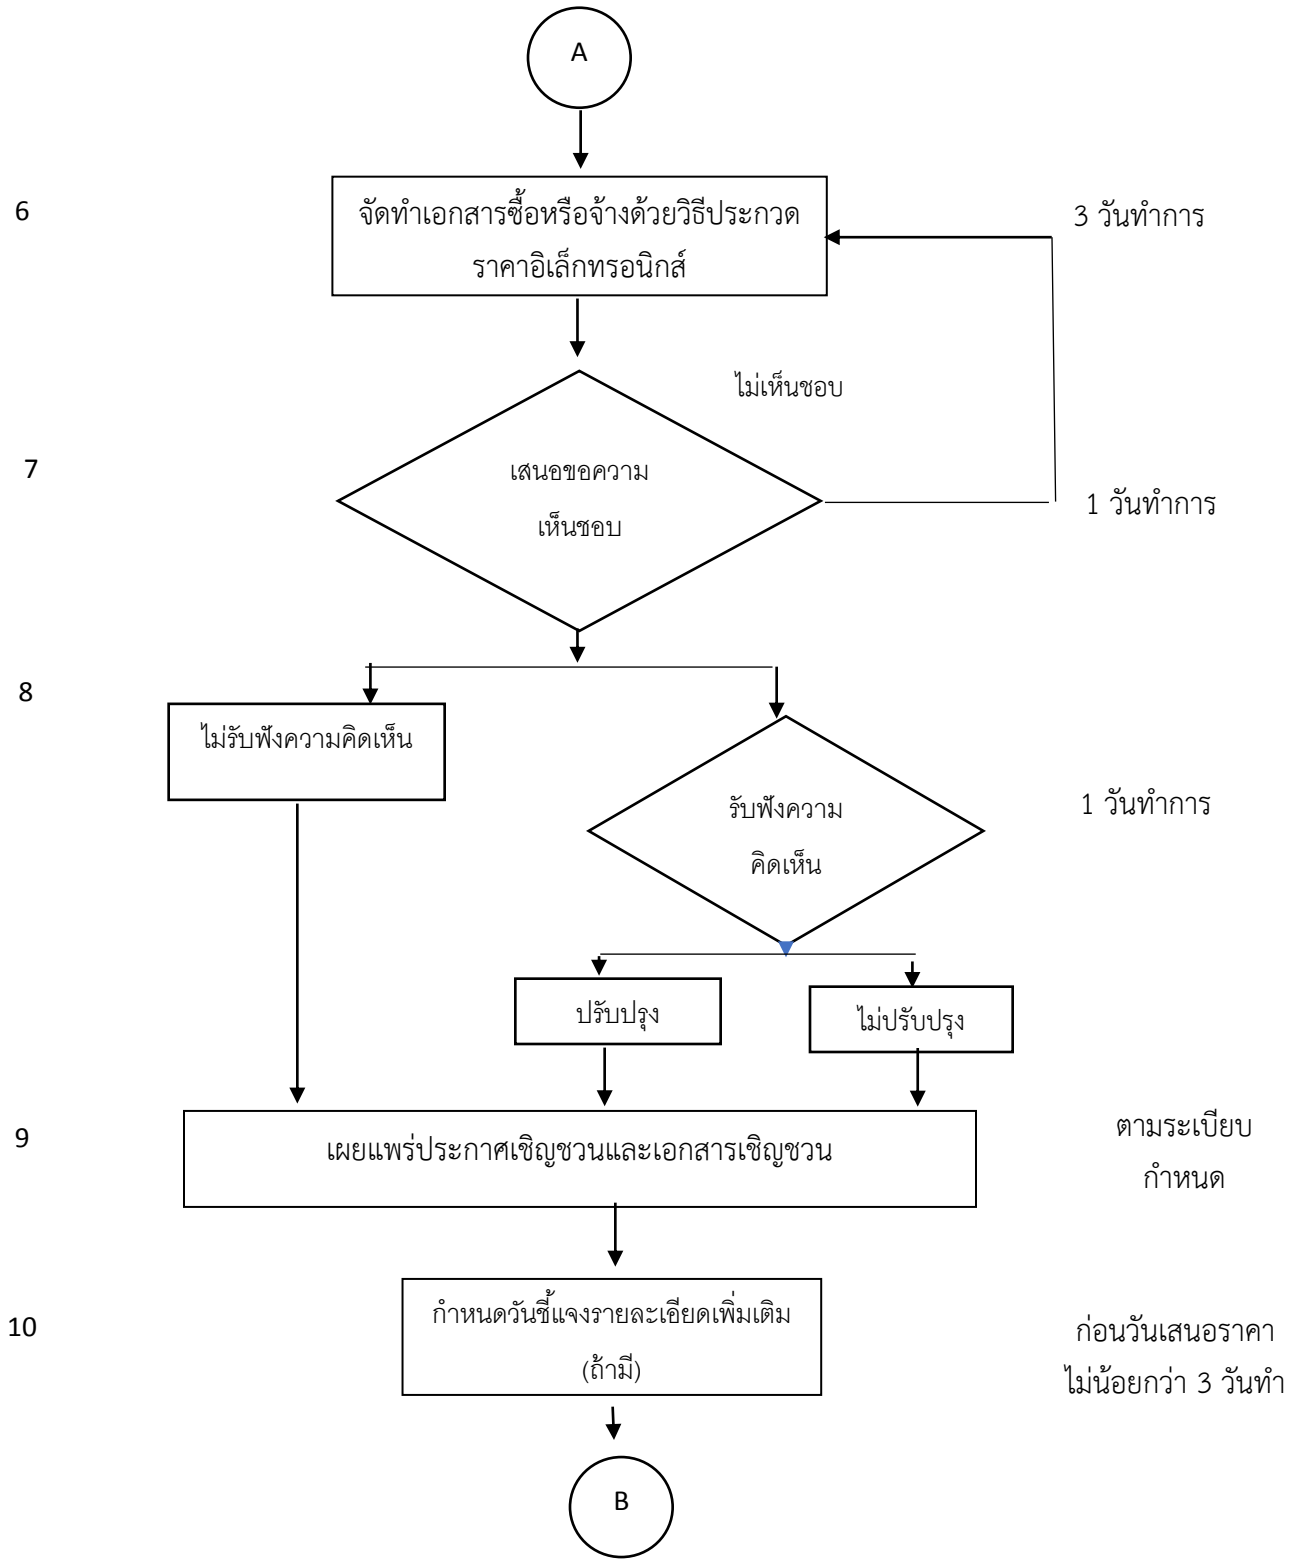 A
6
จัดทำเอกสารซื้อหรือจ้างด้วยวิธีประกวด
ราคาอิเล็กทรอนิกส์
3 วันทำการ
ไม่เห็นชอบ
7
เสนอขอความ
เห็นชอบ
1 วันทำการ
8
ไม่รับฟังความคิดเห็น
รับฟังความ
คิดเห็น
1 วันทำการ
ปรับปรุง
ไม่ปรับปรุง
9
เผยแพร่ประกาศเชิญชวนและเอกสารเชิญชวน
ตามระเบียบ
กำหนด
10
กำหนดวันชี้แจงรายละเอียดเพิ่มเติม
(ถ้ามี)
ก่อนวันเสนอราคา
ไม่น้อยกว่า 3 วันทำ
B